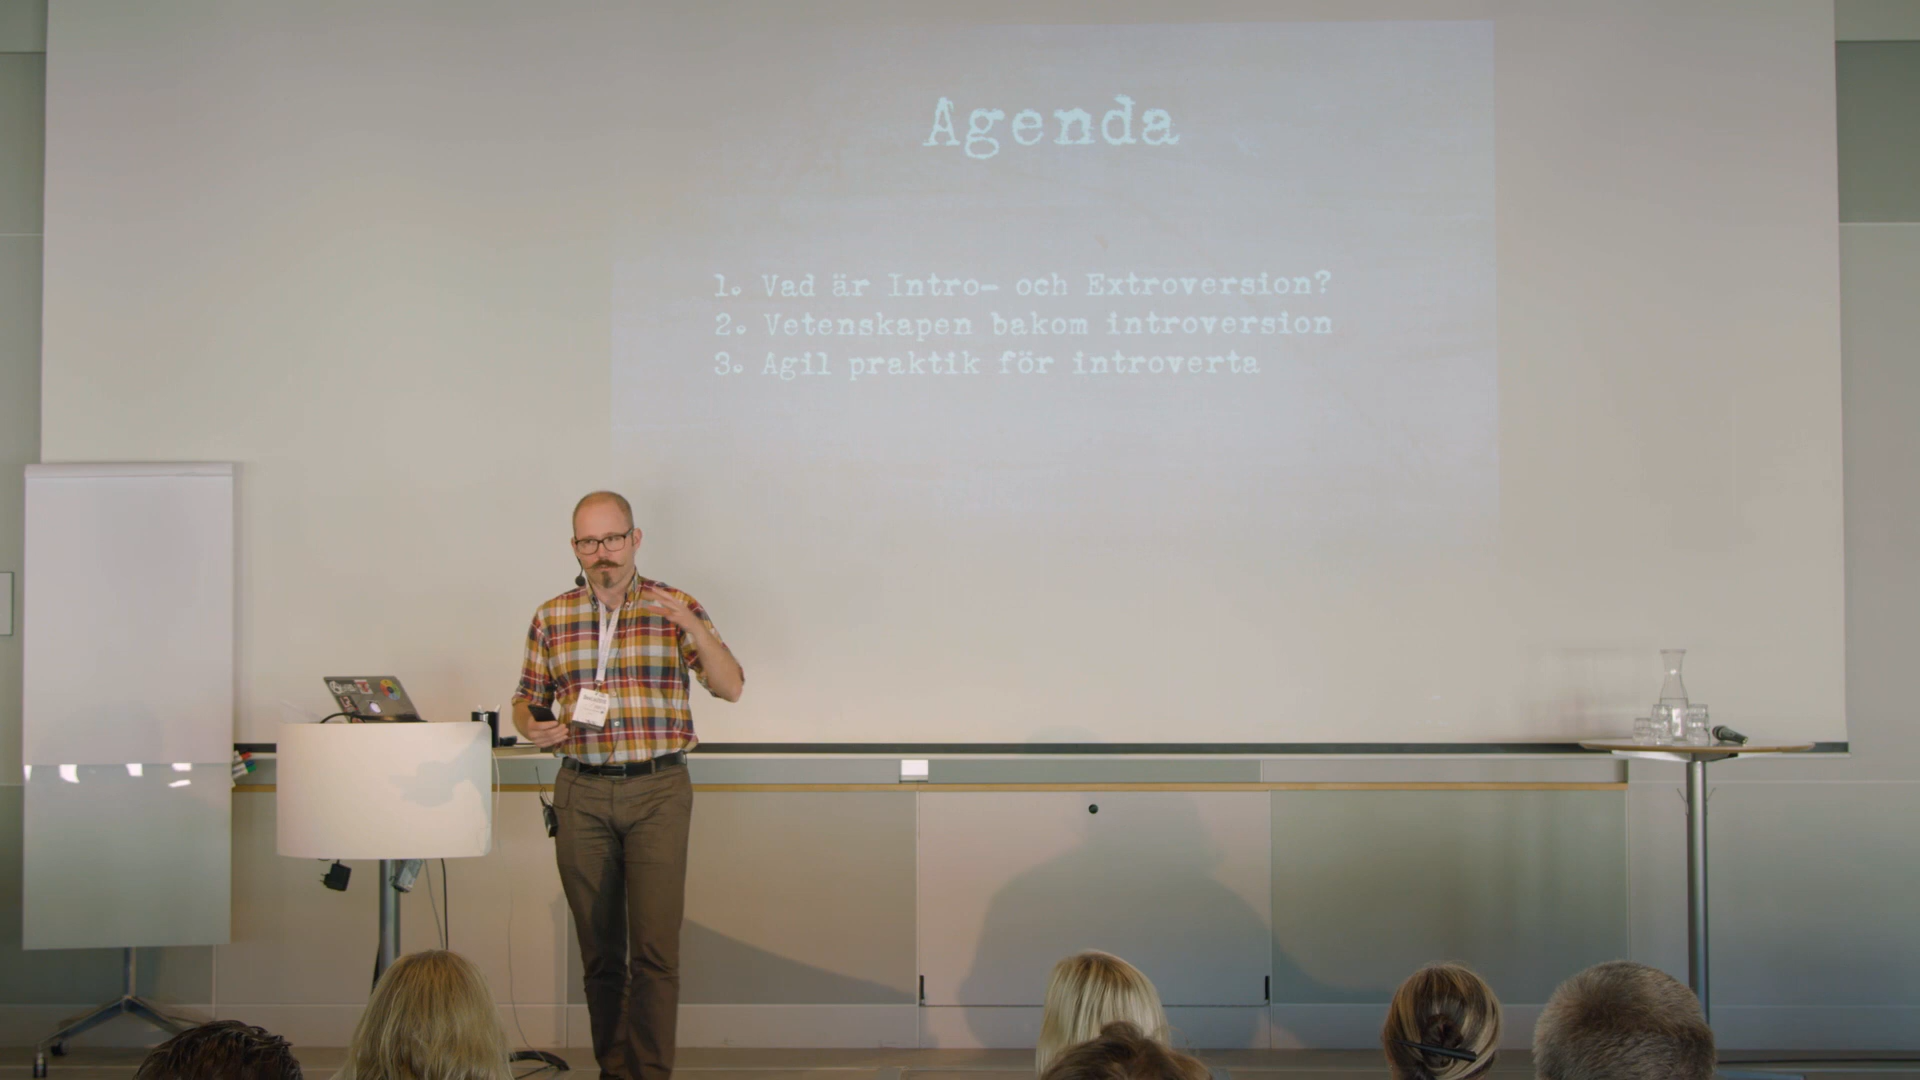 Agenda
1. Vad är Intro- och Extroversion?
2. Vetenskapen bakom introversion
3. Agil praktik för introverta